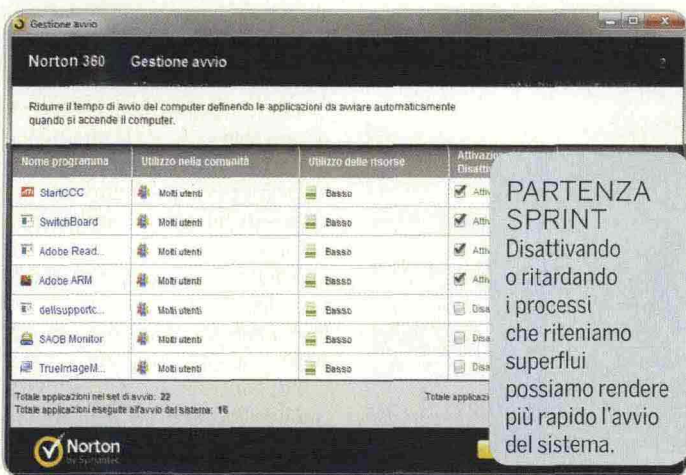 Gestione avvio
Norton 360 Gestione avvio ?
Ridurre il tempo di avvio del computer definendo le applicazioni da avviare automaticamente
quando si accende il computer.
Nome programma Utilizzo nella comunità Utilizzo delle risorse
StartCCC Molti utenti Basso
SwitchBoard Molti utenti Basso
Adobe Read... Molti utenti Basso
Adobe ARM Molti utenti Basso
dellsupportc... Molti utenti Basso
SAOB Monitor Molti utenti Basso
TrueImageM... Molti utenti Basso
Totale applicazioni nel set di avvio: 22
Totale applicazioni eseguite all'avvio del sistema: 16
Norton
by Symantec
PARTENZA
SPRINT
Disattivando
o ritardando
i processi
che riteniamo
superflui
possiamo rendere
più rapido l'avvio
del sistema.